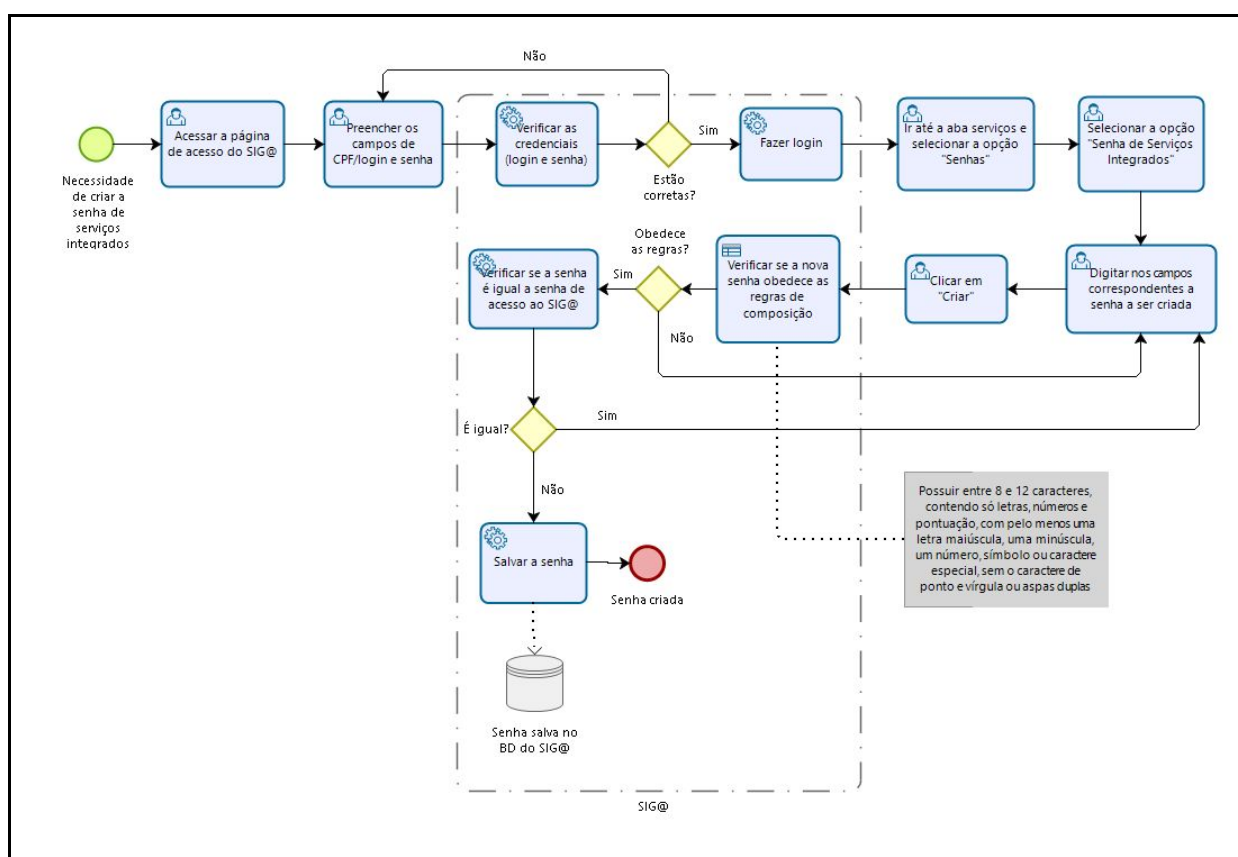 Não
Acessar a página
de acesso do SIG@
Preencher os
campos de
CPF/login e senha
Verificar as
credenciais
(login e senha)
Sim
Estão
corretas?
Fazer login
Ir até a aba serviços e
selecionar a opção
"Senhas"
Selecionar a opção
"Senha de Serviços
Integrados"
Necessidade
de criar a
senha de
serviços
integrados
Verificar se a senha
é igual a senha de
acesso ao SIG@
Sim
Obedece
as regras?
Não
Verificar se a nova
senha obedece as
regras de
composição
Clicar em
"Criar"
Digitar nos campos
correspondentes a
senha a ser criada
É igual?
Sim
Não
Possuir entre 8 e 12 caracteres,
contendo só letras, números e
pontuação, com pelo menos uma
letra maiúscula, uma minúscula,
um número, símbolo ou caractere
especial, sem o caractere de
ponto e vírgula ou aspas duplas
Salvar a senha
Senha criada
Senha salva no
BD do SIG@
SIG@